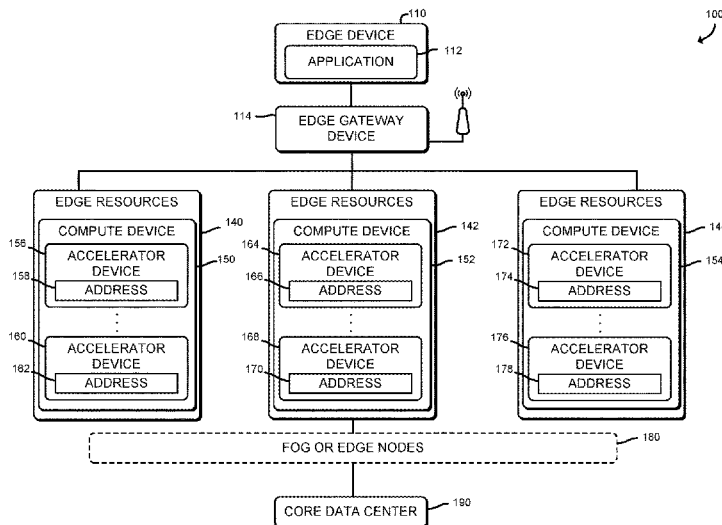 110
100
EDGE DEVICE
112
APPLICATION
114
EDGE GATEWAY
DEVICE
EDGE RESOURCES
EDGE RESOURCES
EDGE RESOURCES
COMPUTE DEVICE
140
COMPUTE DEVICE
142
COMPUTE DEVICE
156
ACCELERATOR
DEVICE
150
164
ACCELERATOR
DEVICE
152
172
ACCELERATOR
DEVICE
154
158
ADDRESS
166
ADDRESS
174
ADDRESS
160
ACCELERATOR
DEVICE
168
ACCELERATOR
DEVICE
176
ACCELERATOR
DEVICE
162
ADDRESS
170
ADDRESS
178
ADDRESS
FOG OR EDGE NODES
180
CORE DATA CENTER
190